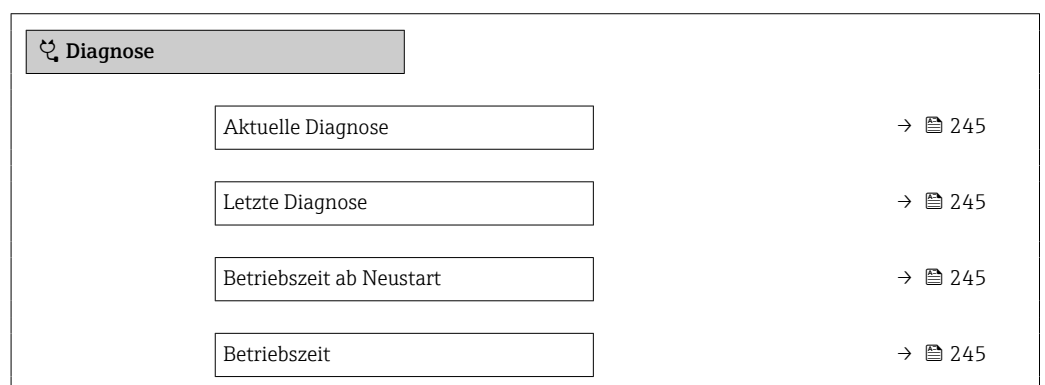 Diagnose
Aktuelle Diagnose → 245
Letzte Diagnose → 245
Betriebszeit ab Neustart → 245
Betriebszeit → 245